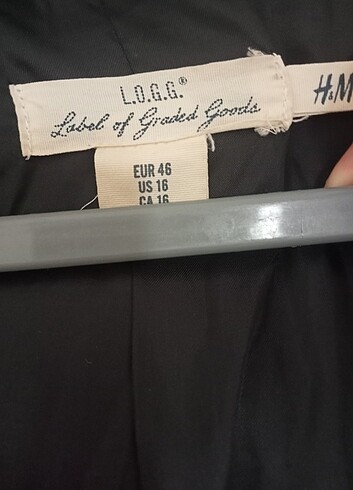 L.O.G.G.®
Label of Graded Goods
H&M
EUR 46
US 16
CA 16